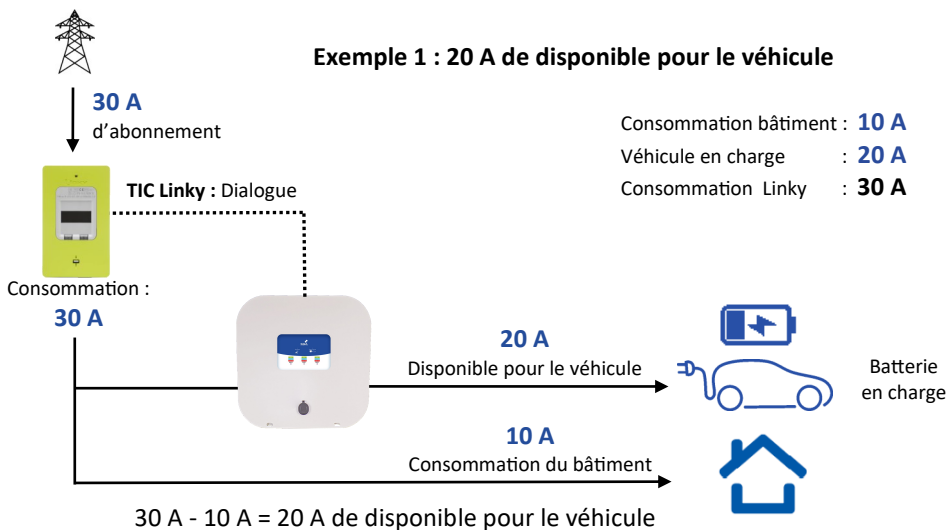 Exemple 1 : 20 A de disponible pour le véhicule
30 A
d’abonnement
Consommation bâtiment : 10 A
Véhicule en charge : 20 A
Consommation Linky : 30 A
TIC Linky : Dialogue
Consommation :
30 A
20 A
Disponible pour le véhicule
Batterie
en charge
10 A
Consommation du bâtiment
30 A - 10 A = 20 A de disponible pour le véhicule